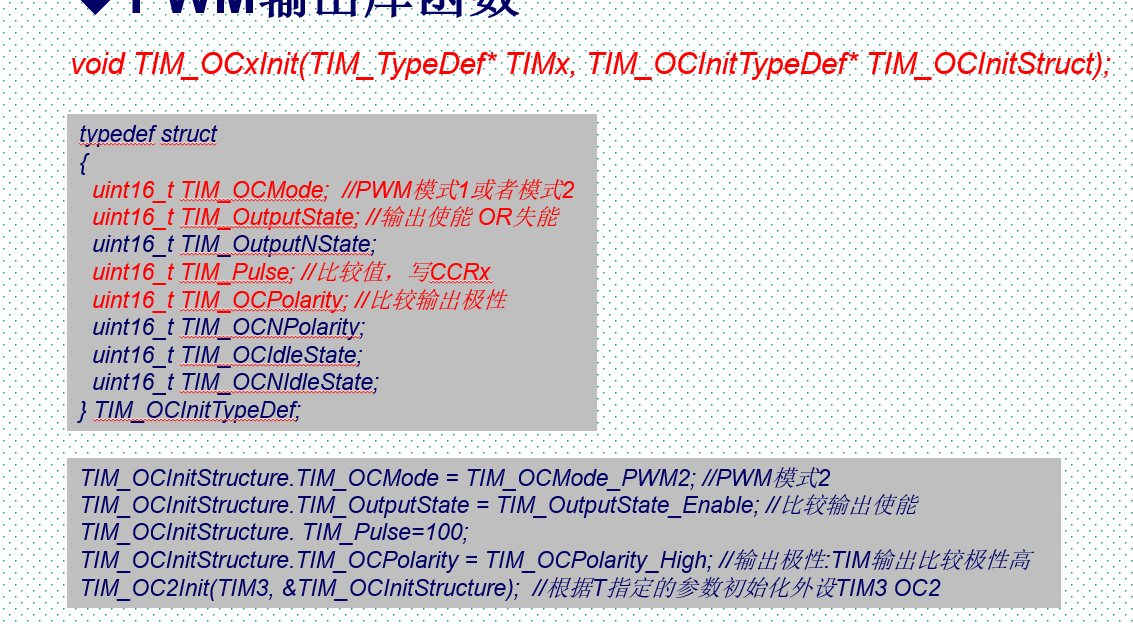 ◆PWM输出库函数
void TIM_OCxInit(TIM_TypeDef* TIMx, TIM_OCInitTypeDef* TIM_OCInitStruct);
typedef struct
{
uint16_t TIM_OCMode; //PWM模式1或者模式2
uint16_t TIM_OutputState; //输出使能 OR失能
uint16_t TIM_OutputNState;
uint16_t TIM_Pulse; //比较值，写CCRx
uint16_t TIM_OCPolarity; //比较输出极性
uint16_t TIM_OCNPolarity;
uint16_t TIM_OCIdleState;
uint16_t TIM_OCNIdleState;
} TIM_OCInitTypeDef;
TIM_OCInitStructure.TIM_OCMode = TIM_OCMode_PWM2; //PWM模式2
TIM_OCInitStructure.TIM_OutputState = TIM_OutputState_Enable; //比较输出使能
TIM_OCInitStructure. TIM_Pulse=100;
TIM_OCInitStructure.TIM_OCPolarity = TIM_OCPolarity_High; //输出极性:TIM输出比较极性高
TIM_OC2Init(TIM3, &TIM_OCInitStructure); //根据T指定的参数初始化外设TIM3 OC2